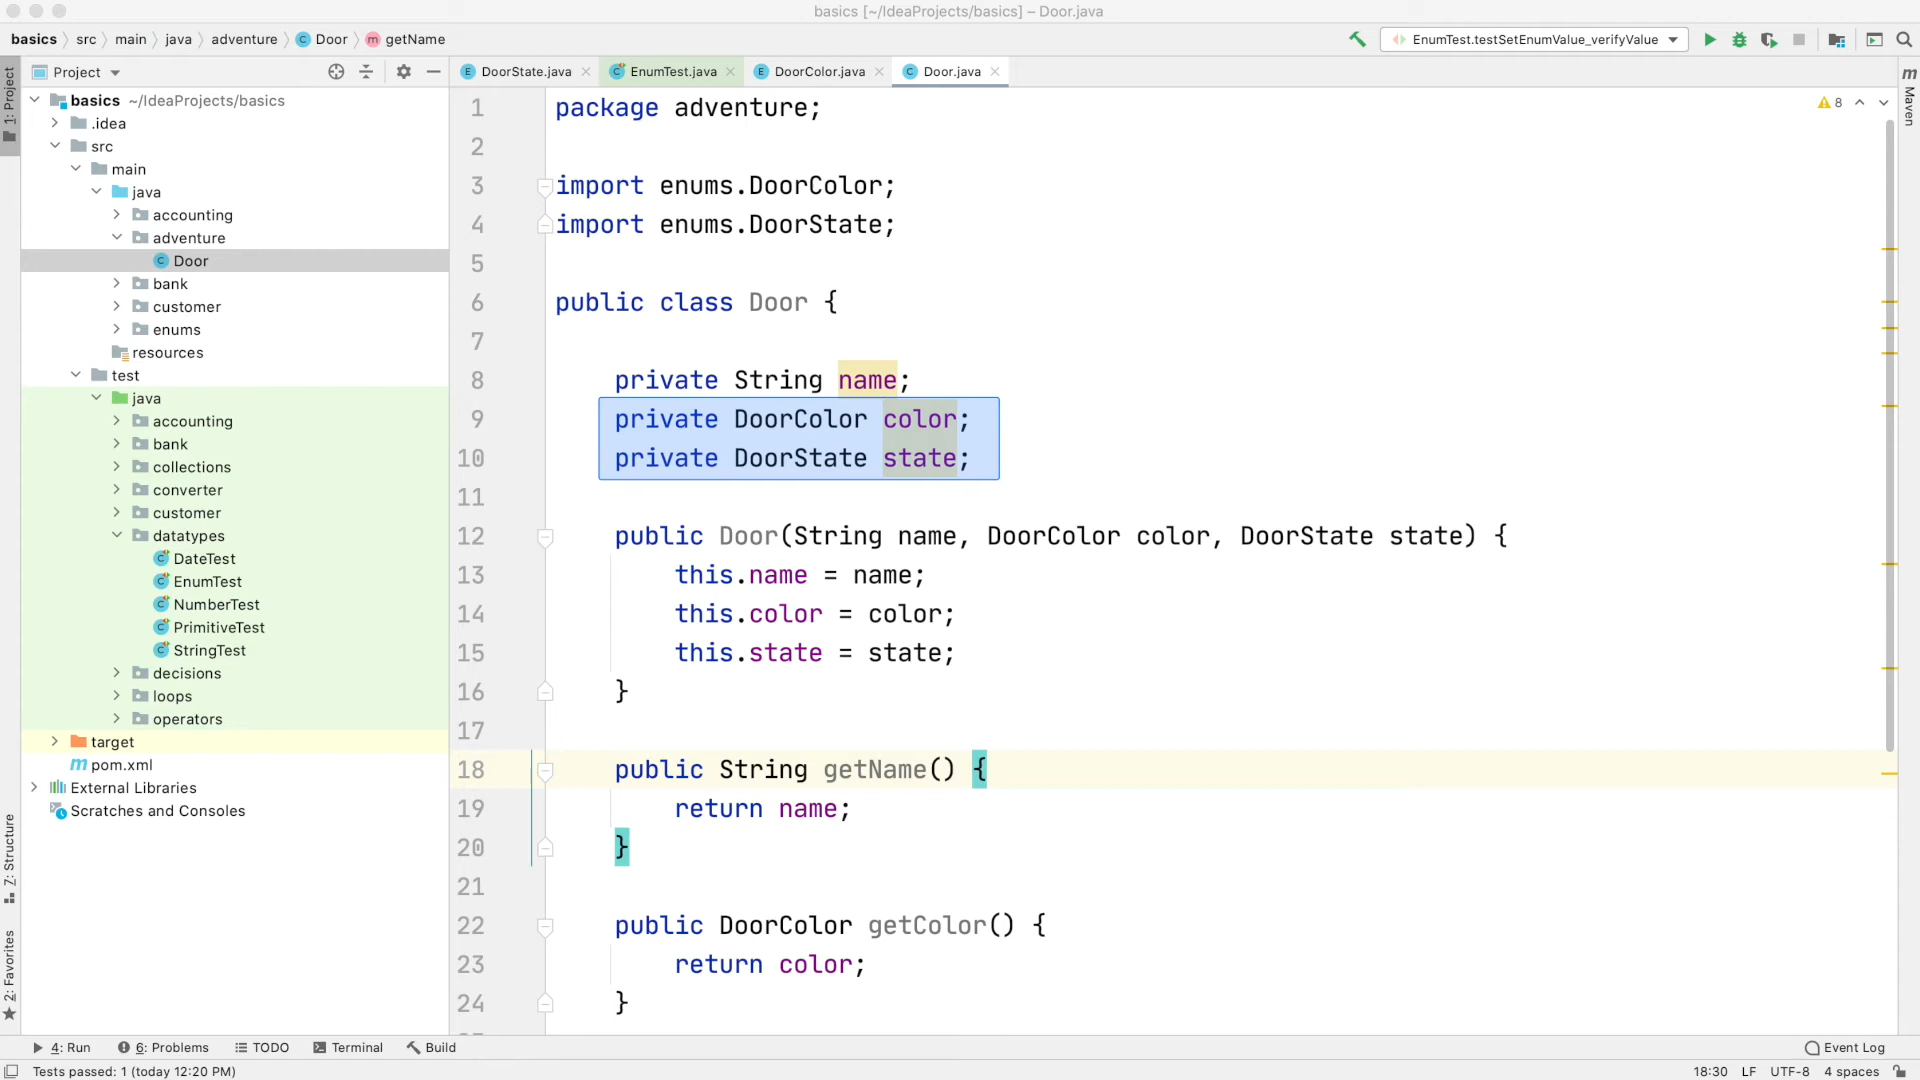 basics [~/IdeaProjects/basics] – Door.java
basics src main java adventure C Door m getName
EnumTest.testSetEnumValue_verifyValue
Project
E DoorState.java C EnumTest.java E DoorColor.java C Door.java
m
1: Project
Maven
basics ~/IdeaProjects/basics
.idea
src
main
java
accounting
adventure
C Door
bank
customer
enums
resources
test
java
accounting
bank
collections
converter
customer
datatypes
C DateTest
C EnumTest
C NumberTest
C PrimitiveTest
C StringTest
decisions
loops
operators
target
m pom.xml
External Libraries
Scratches and Consoles
Z: Structure
2: Favorites
8
1 package adventure;
2
3 import enums.DoorColor;
4 import enums.DoorState;
5
6 public class Door {
7
8 private String name;
9 private DoorColor color;
10 private DoorState state;
11
12 public Door(String name, DoorColor color, DoorState state) {
13 this.name = name;
14 this.color = color;
15 this.state = state;
16 }
17
18 public String getName() {
19 return name;
20 }
21
22 public DoorColor getColor() {
23 return color;
24 }
4: Run 6: Problems TODO Terminal Build Event Log
Tests passed: 1 (today 12:20 PM) 18:30 LF UTF-8 4 spaces